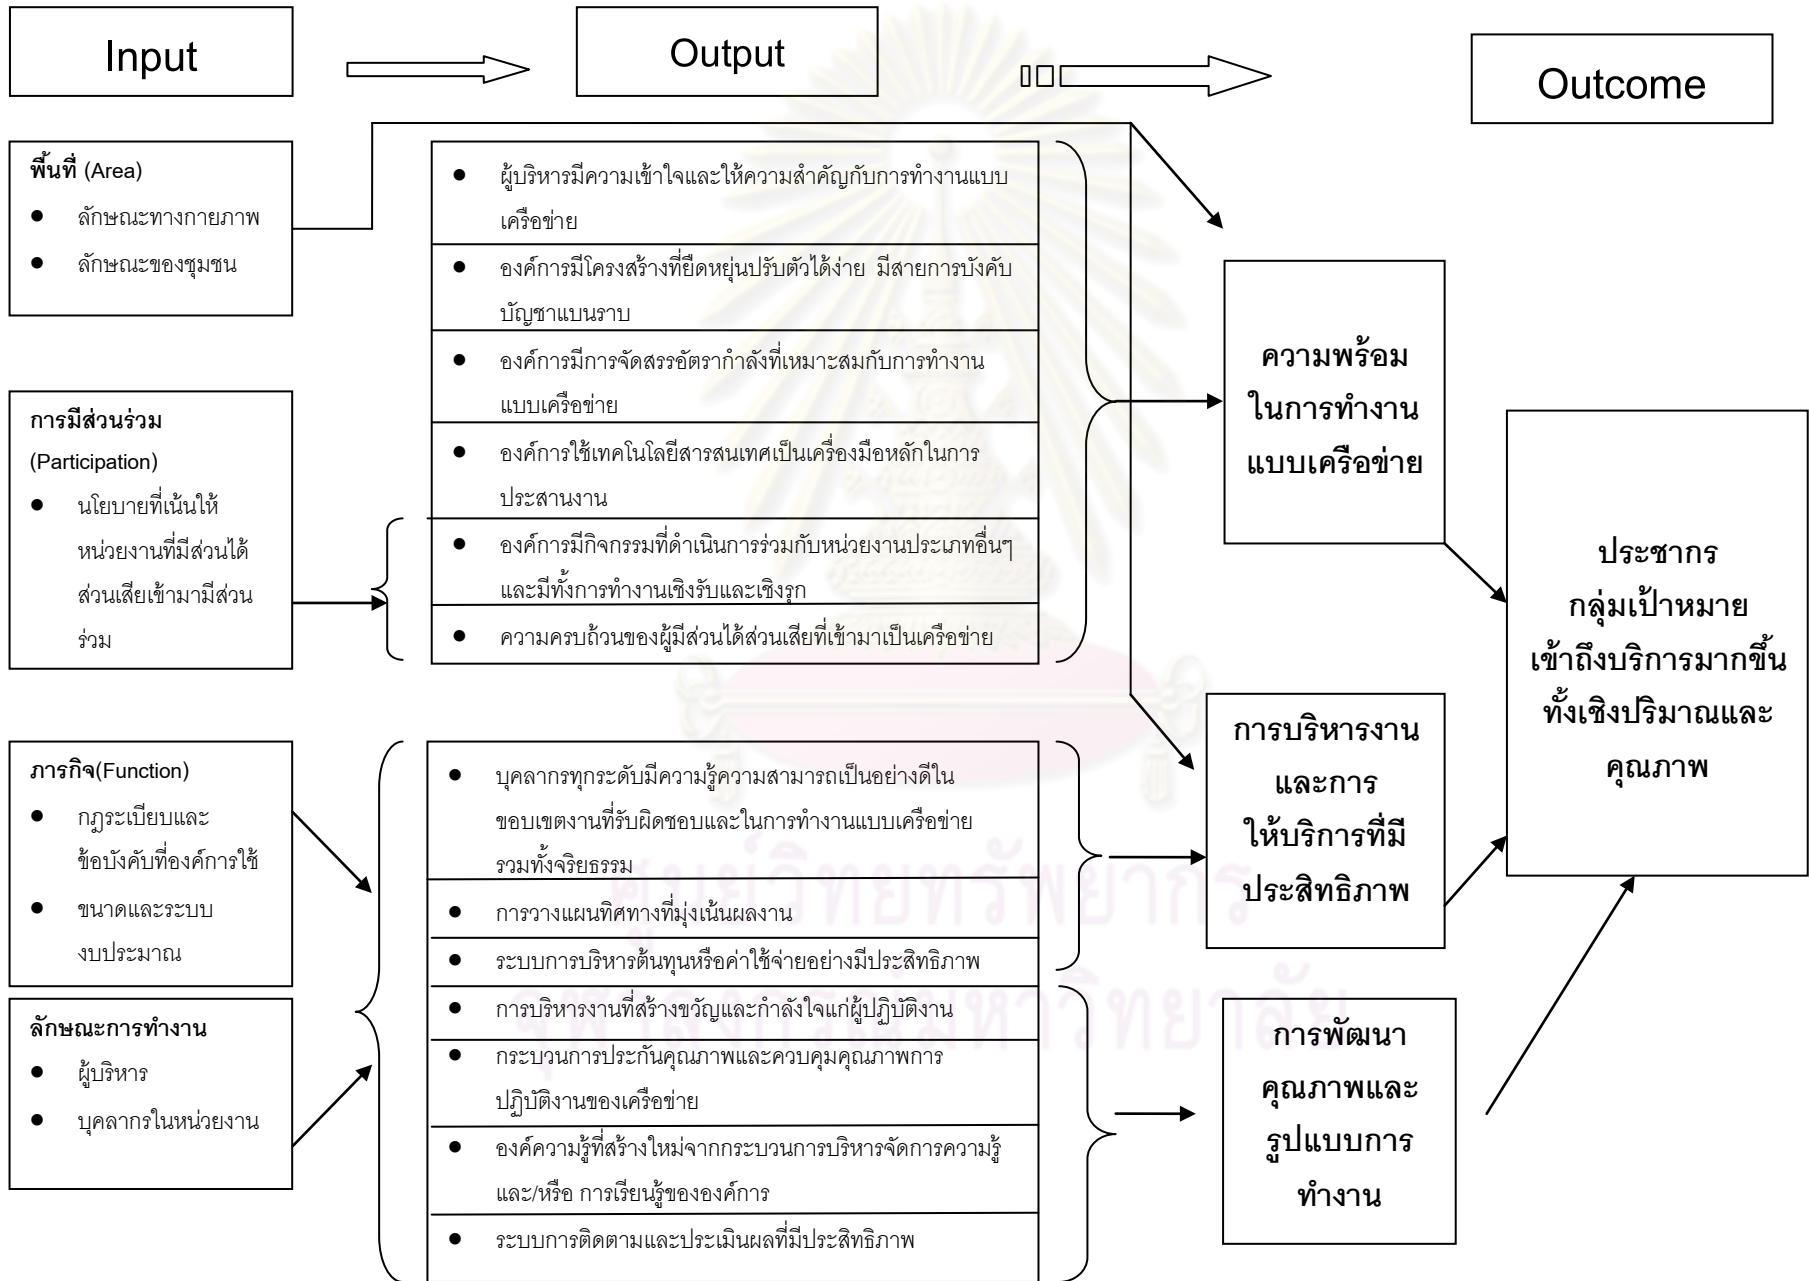 Input
Output
Outcome
พื้นที่ (Area)
● ลักษณะทางกายภาพ
● ลักษณะของชุมชน
การมีส่วนร่วม
(Participation)
● นโยบายที่เน้นให้
หน่วยงานที่มีส่วนได้
ส่วนเสียเข้ามามีส่วน
ร่วม
ภารกิจ(Function)
● กฎระเบียบและ
ข้อบังคับที่องค์การใช้
● ขนาดและระบบ
งบประมาณ
ลักษณะการทำงาน
● ผู้บริหาร
● บุคลากรในหน่วยงาน
● ผู้บริหารมีความเข้าใจและให้ความสำคัญกับการทำงานแบบ
เครือข่าย
● องค์การมีโครงสร้างที่ยืดหยุ่นปรับตัวได้ง่าย มีสายการบังคับ
บัญชาแบนราบ
● องค์การมีการจัดสรรอัตรากำลังที่เหมาะสมกับการทำงาน
แบบเครือข่าย
● องค์การใช้เทคโนโลยีสารสนเทศเป็นเครื่องมือหลักในการ
ประสานงาน
● องค์การมีกิจกรรมที่ดำเนินการร่วมกับหน่วยงานประเภทอื่นๆ
และมีทั้งการทำงานเชิงรับและเชิงรุก
● ความครบถ้วนของผู้มีส่วนได้ส่วนเสียที่เข้ามาเป็นเครือข่าย
● บุคลากรทุกระดับมีความรู้ความสามารถเป็นอย่างดีใน
ขอบเขตงานที่รับผิดชอบและในการทำงานแบบเครือข่าย
รวมทั้งจริยธรรม
● การวางแผนทิศทางที่มุ่งเน้นผลงาน
● ระบบการบริหารต้นทุนหรือค่าใช้จ่ายอย่างมีประสิทธิภาพ
● การบริหารงานที่สร้างขวัญและกำลังใจแก่ผู้ปฏิบัติงาน
● กระบวนการประกันคุณภาพและควบคุมคุณภาพการ
ปฏิบัติงานของเครือข่าย
● องค์ความรู้ที่สร้างใหม่จากกระบวนการบริหารจัดการความรู้
และ/หรือ การเรียนรู้ขององค์การ
● ระบบการติดตามและประเมินผลที่มีประสิทธิภาพ
ความพร้อม
ในการทำงาน
แบบเครือข่าย
การบริหารงาน
และการ
ให้บริการที่มี
ประสิทธิภาพ
การพัฒนา
คุณภาพและ
รูปแบบการ
ทำงาน
ประชากร
กลุ่มเป้าหมาย
เข้าถึงบริการมากขึ้น
ทั้งเชิงปริมาณและ
คุณภาพ
ศูนย์วิทยทรัพยากร
จุฬาลงกรณ์มหาวิทยาลัย